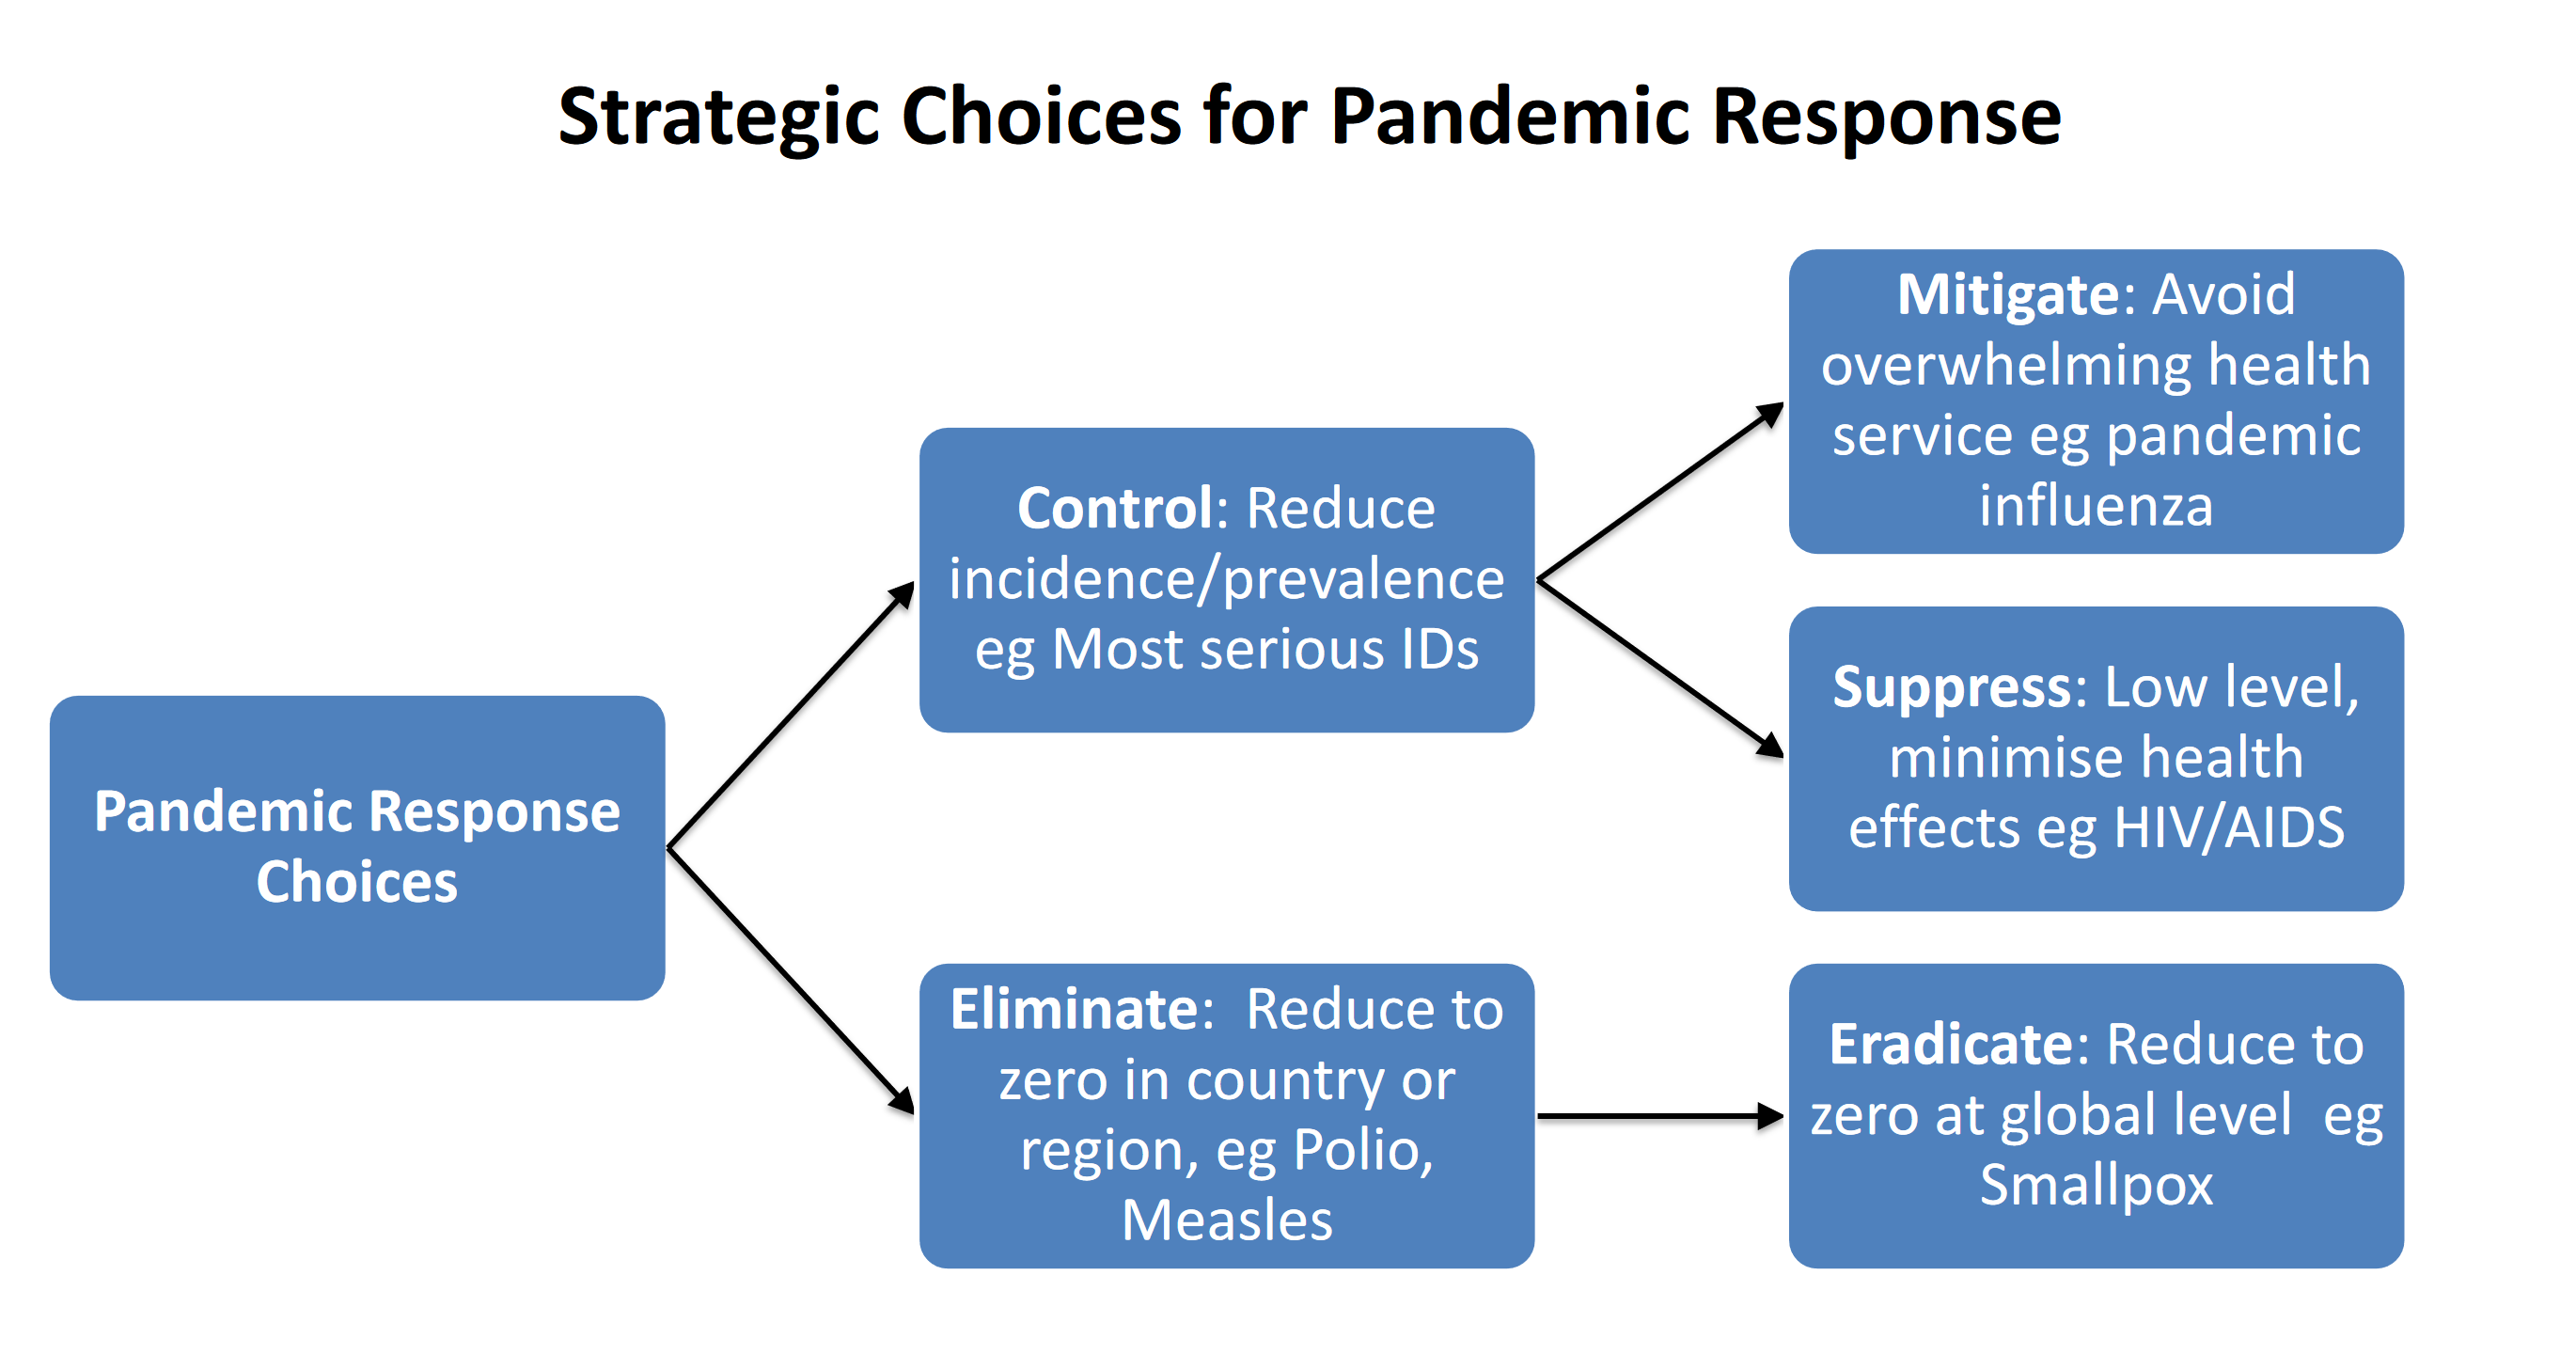 Strategic Choices for Pandemic Response
Pandemic Response
Choices
Control: Reduce
incidence/prevalence
eg Most serious IDs
Eliminate:  Reduce to
zero in country or
region, eg Polio,
Measles
Mitigate: Avoid
overwhelming health
service eg pandemic
influenza
Suppress: Low level,
minimise health
effects eg HIV/AIDS
Eradicate: Reduce to
zero at global level  eg
Smallpox